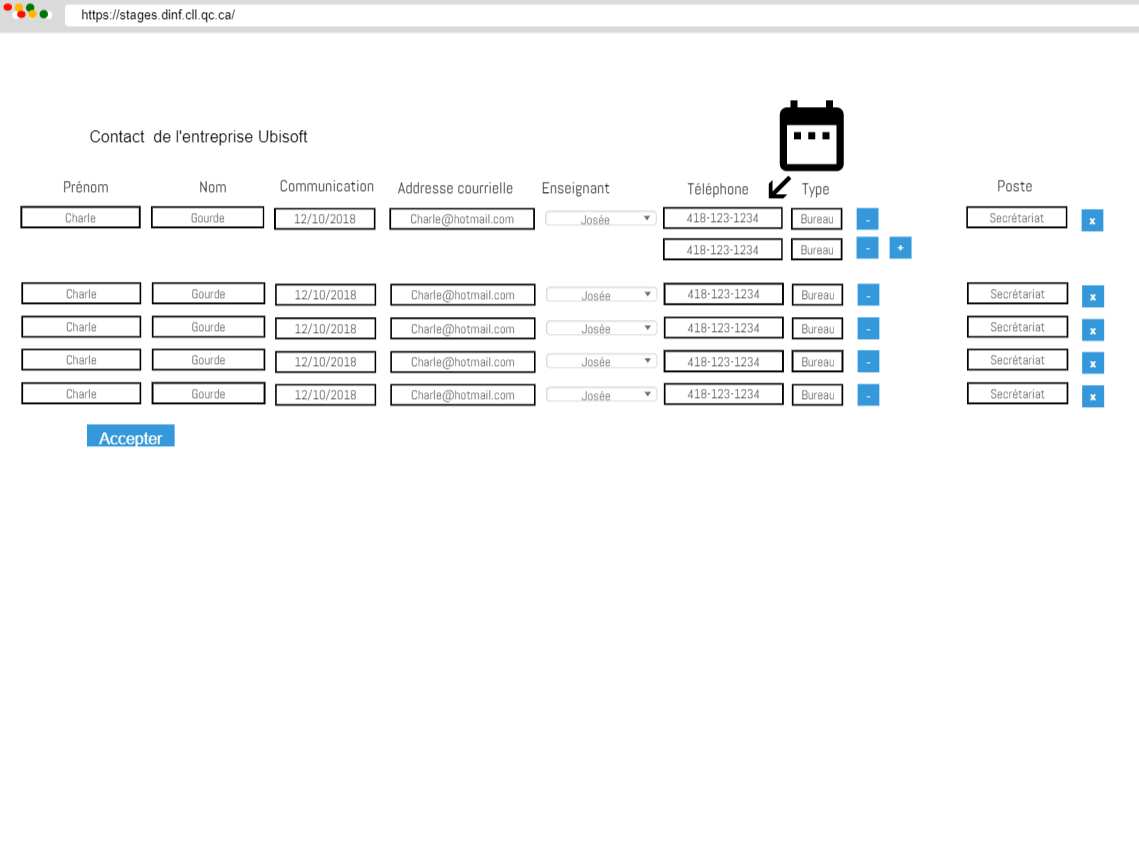 https://stages.dinf.cll.qc.ca/
Contact de l'entreprise Ubisoft
Prénom Nom Communication Addresse courrielle Enseignant Téléphone Type Poste
Charle Gourde 12/10/2018 Charle@hotmail.com Josée 418-123-1234 Bureau - Secrétariat x
418-123-1234 Bureau - +
Charle Gourde 12/10/2018 Charle@hotmail.com Josée 418-123-1234 Bureau - Secrétariat x
Charle Gourde 12/10/2018 Charle@hotmail.com Josée 418-123-1234 Bureau - Secrétariat x
Charle Gourde 12/10/2018 Charle@hotmail.com Josée 418-123-1234 Bureau - Secrétariat x
Charle Gourde 12/10/2018 Charle@hotmail.com Josée 418-123-1234 Bureau - Secrétariat x
Accepter